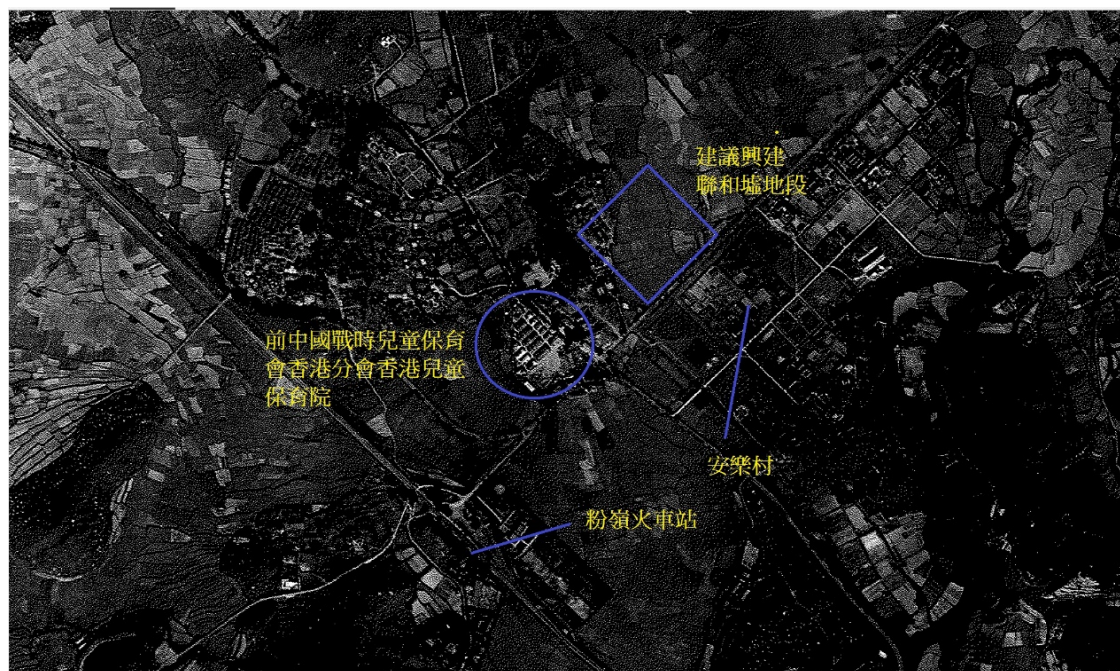 建議興建
聯和墟地段
前中國戰時兒童保育
會香港分會香港兒童
保育院
安樂村
粉嶺火車站